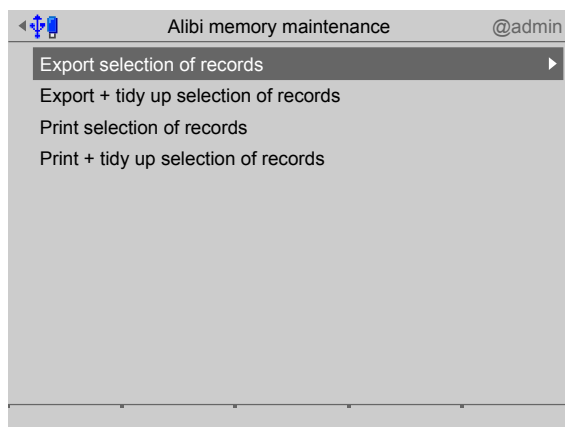 Alibi memory maintenance @admin
Export selection of records
Export + tidy up selection of records
Print selection of records
Print + tidy up selection of records